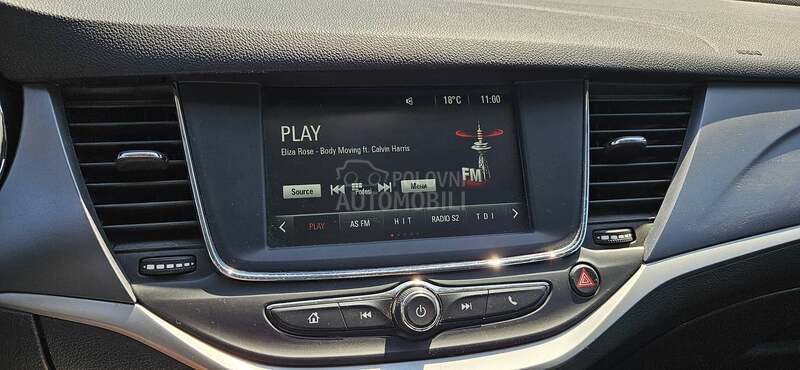 18°C 11:00
PLAY
Eliza Rose - Body Moving ft. Calvin Harris
FM
Source
Menu
POLOVNI
AUTOMOBILI
PLAY AS FM H I T RADIO S2 T D I